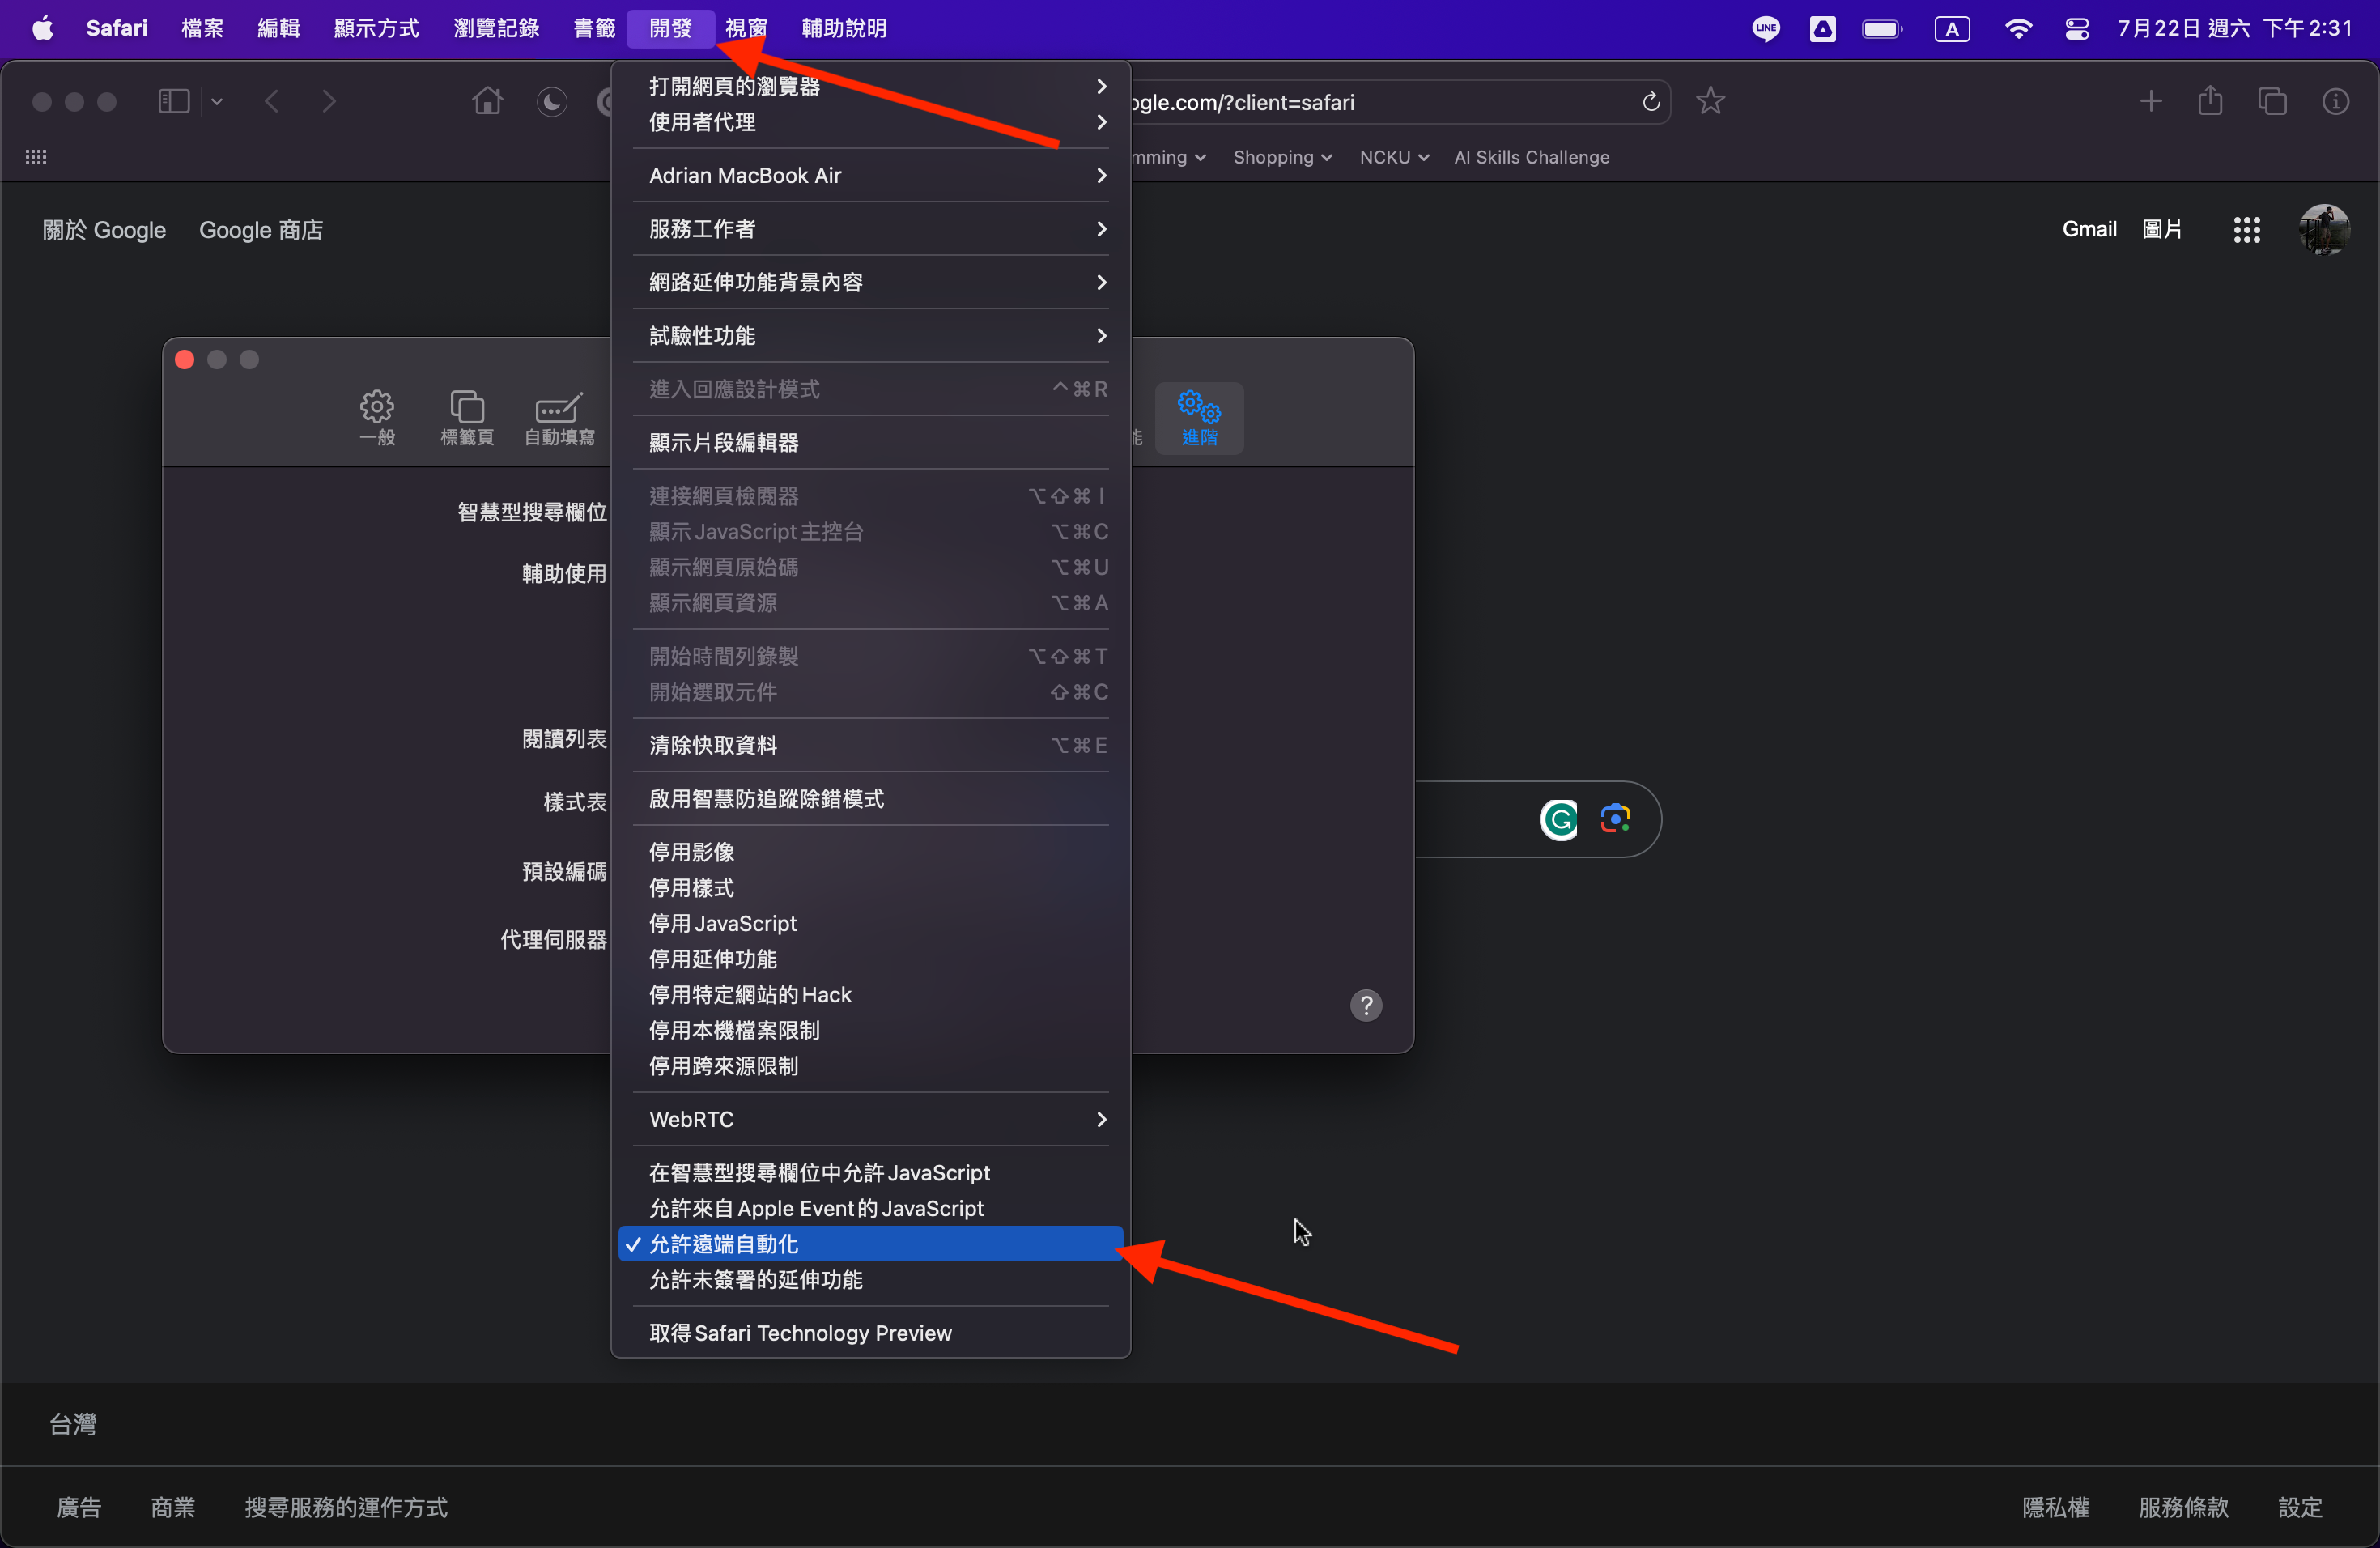 Safari 檔案 編輯 顯示方式 瀏覽記錄 書籤 開發 視窗 輔助說明
LINE A 7月22日 週六 下午2:31
ogle.com/?client=safari
mming Shopping NCKU AI Skills Challenge
關於 Google Google 商店
Gmail 圖片
一般 標籤頁 自動填寫 能 進階
智慧型搜尋欄位
輔助使用
閱讀列表
樣式表
預設編碼
代理伺服器
?
打開網頁的瀏覽器
使用者代理
Adrian MacBook Air
服務工作者
網路延伸功能背景內容
試驗性功能
進入回應設計模式 ^⌘R
顯示片段編輯器
連接網頁檢閱器 ⌥⇧⌘I
顯示 JavaScript 主控台 ⌥⌘C
顯示網頁原始碼 ⌥⌘U
顯示網頁資源 ⌥⌘A
開始時間列錄製 ⌥⇧⌘T
開始選取元件 ⇧⌘C
清除快取資料 ⌥⌘E
啟用智慧防追蹤除錯模式
停用影像
停用樣式
停用 JavaScript
停用延伸功能
停用特定網站的 Hack
停用本機檔案限制
停用跨來源限制
WebRTC
在智慧型搜尋欄位中允許 JavaScript
允許來自 Apple Event 的 JavaScript
✓ 允許遠端自動化
允許未簽署的延伸功能
取得 Safari Technology Preview
台灣
廣告 商業 搜尋服務的運作方式
隱私權 服務條款 設定